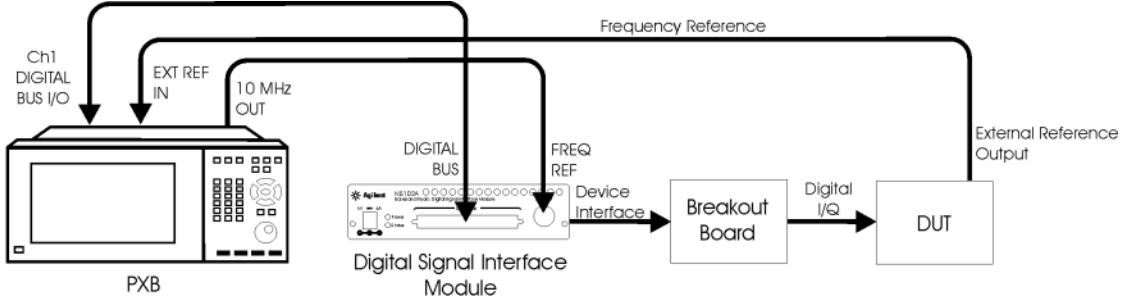 Frequency Reference
Ch1
DIGITAL
BUS I/O
EXT REF
IN
10 MHz
OUT
DIGITAL
BUS
FREQ
REF
External Reference
Output
Agilent
N5102A
Device
Interface
Breakout
Board
Digital
I/Q
DUT
Digital Signal Interface
Module
PXB